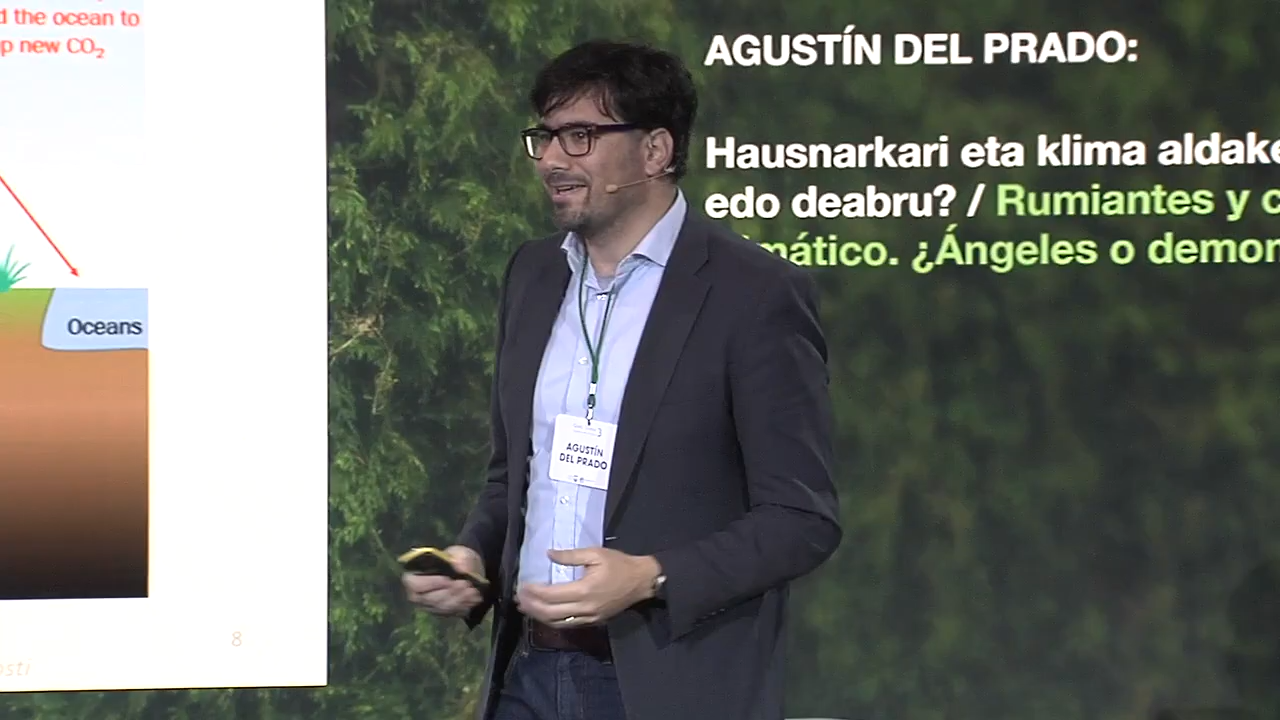 d the ocean to
p new CO₂
Oceans
8
AGUSTÍN DEL PRADO:
Hausnarkari eta klima aldake
edo deabru? / Rumiantes y c
mático. ¿Ángeles o demon
AGUSTÍN
DEL PRADO